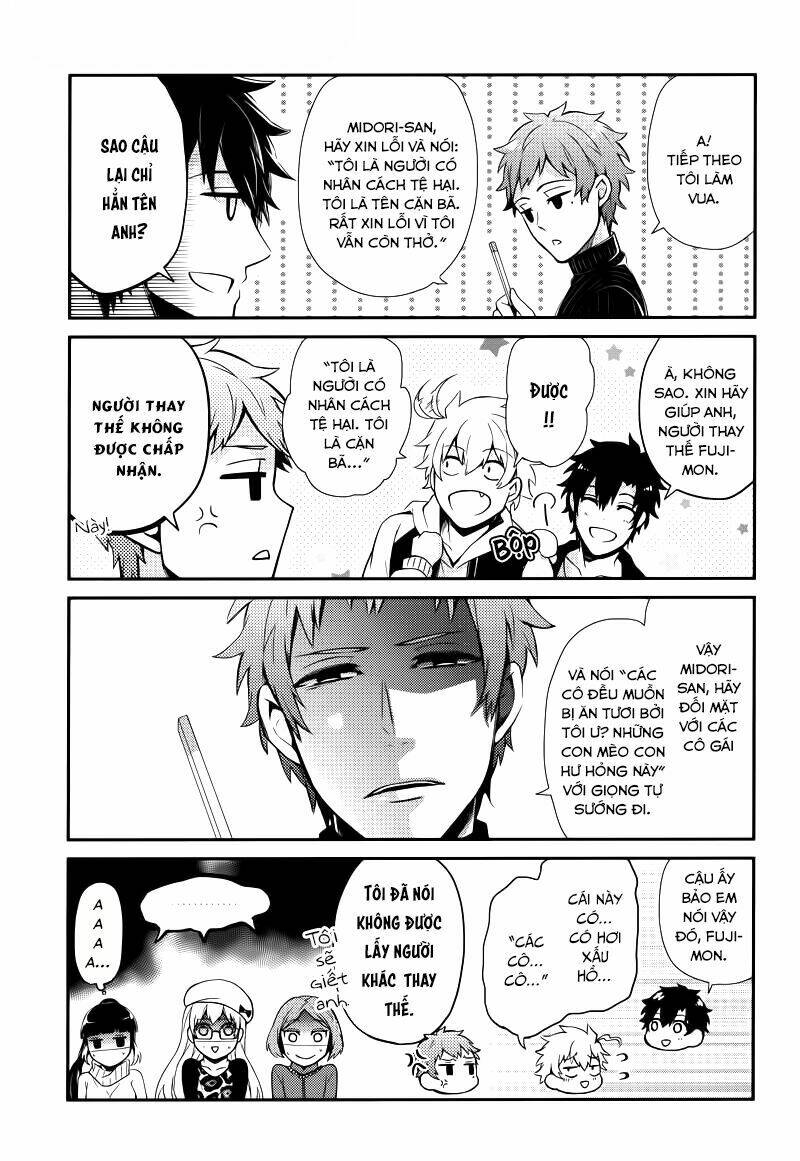 A!
TIẾP THEO
TÔI LÀM
VUA.
MIDORI-SAN,
HÃY XIN LỖI VÀ NÓI:
"TÔI LÀ NGƯỜI CÓ
NHÂN CÁCH TỆ HẠI.
TÔI LÀ TÊN CẶN BÃ.
RẤT XIN LỖI VÌ TÔI
VẪN CÒN THỞ."
SAO CẬU
LẠI CHỈ
HẲN TÊN
ANH?
À, KHÔNG
SAO. XIN HÃY
GIÚP ANH,
NGƯỜI THAY
THẾ FUJI-
MON.
ĐƯỢC
!!
BỘP
"TÔI LÀ
NGƯỜI CÓ
NHÂN CÁCH
TỆ HẠI. TÔI
LÀ CẶN
BÃ..."
NGƯỜI THAY
THẾ KHÔNG
ĐƯỢC CHẤP
NHẬN.
Này!
VẬY
MIDORI-
SAN, HÃY
ĐỐI MẶT
VỚI CÁC
CÔ GÁI
VÀ NÓI "CÁC
CÔ ĐỀU MUỐN
BỊ ĂN TƯƠI BỞI
TÔI Ư? NHỮNG
CON MÈO CON
HƯ HỎNG NÀY"
VỚI GIỌNG TỰ
SƯỚNG ĐI.
CẬU ẤY
BẢO EM
NÓI VẬY
ĐÓ, FUJI-
MON.
CÁI NÀY
CÓ...
CÓ HƠI
XẤU
HỔ...
"CÁC
CÔ...
CÔ..."
TÔI ĐÃ NÓI
KHÔNG ĐƯỢC
LẤY NGƯỜI
KHÁC THAY
THẾ.
Tôi
sẽ
giết
anh.
............
A
A
A
A...